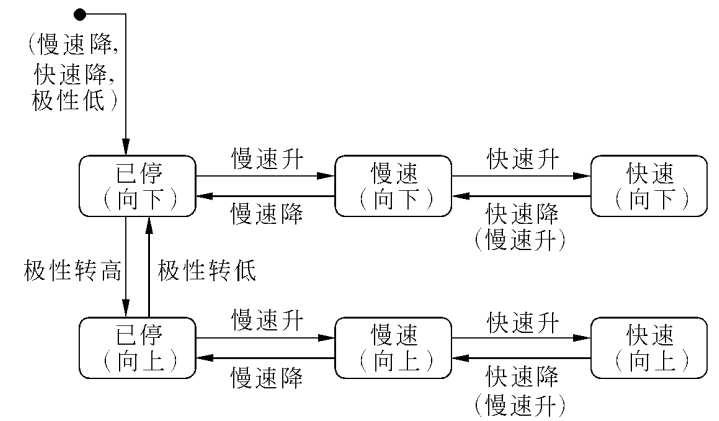 (慢速降,
快速降,
极性低)
已停
(向下)
慢速升
慢速降
慢速
(向下)
快速升
快速降
(慢速升)
快速
(向下)
极性转高
极性转低
已停
(向上)
慢速升
慢速降
慢速
(向上)
快速升
快速降
(慢速升)
快速
(向上)